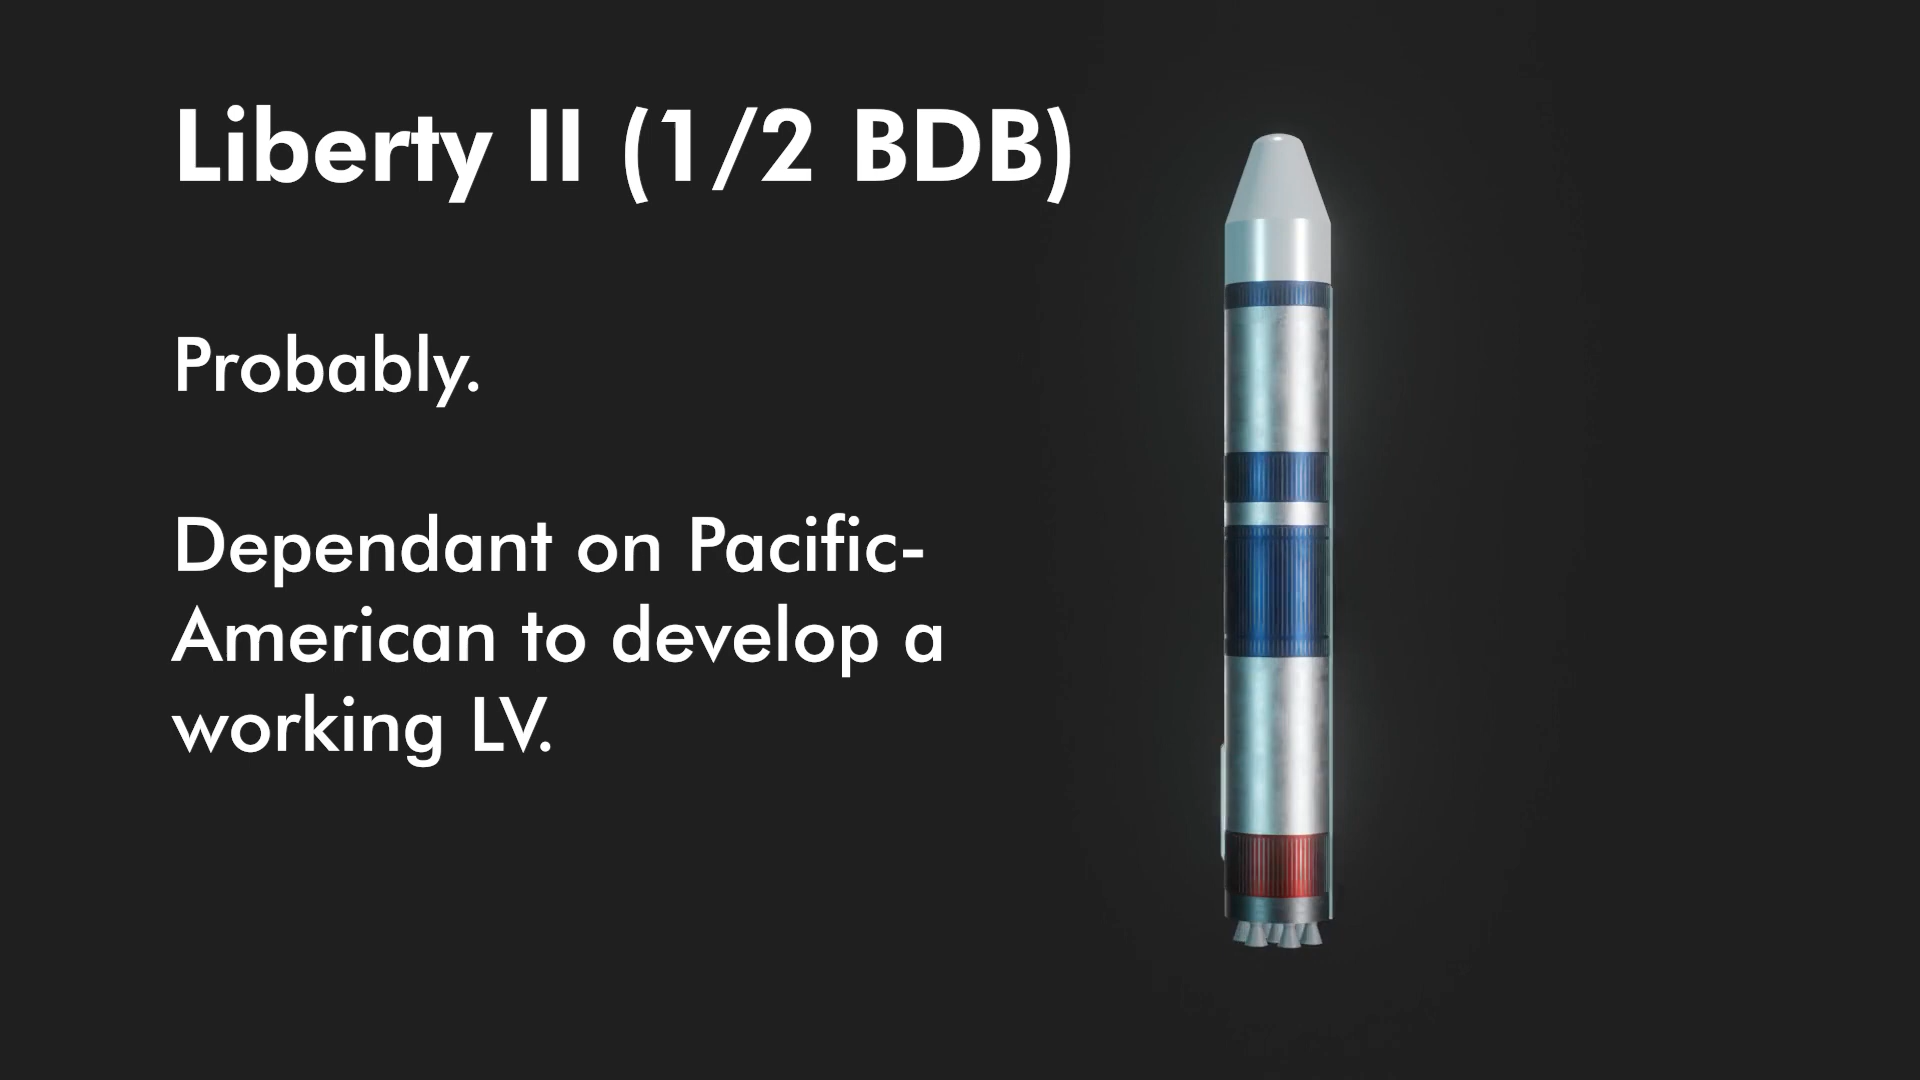 Liberty II (1/2 BDB)
Probably.
Dependant on Pacific-
American to develop a
working LV.